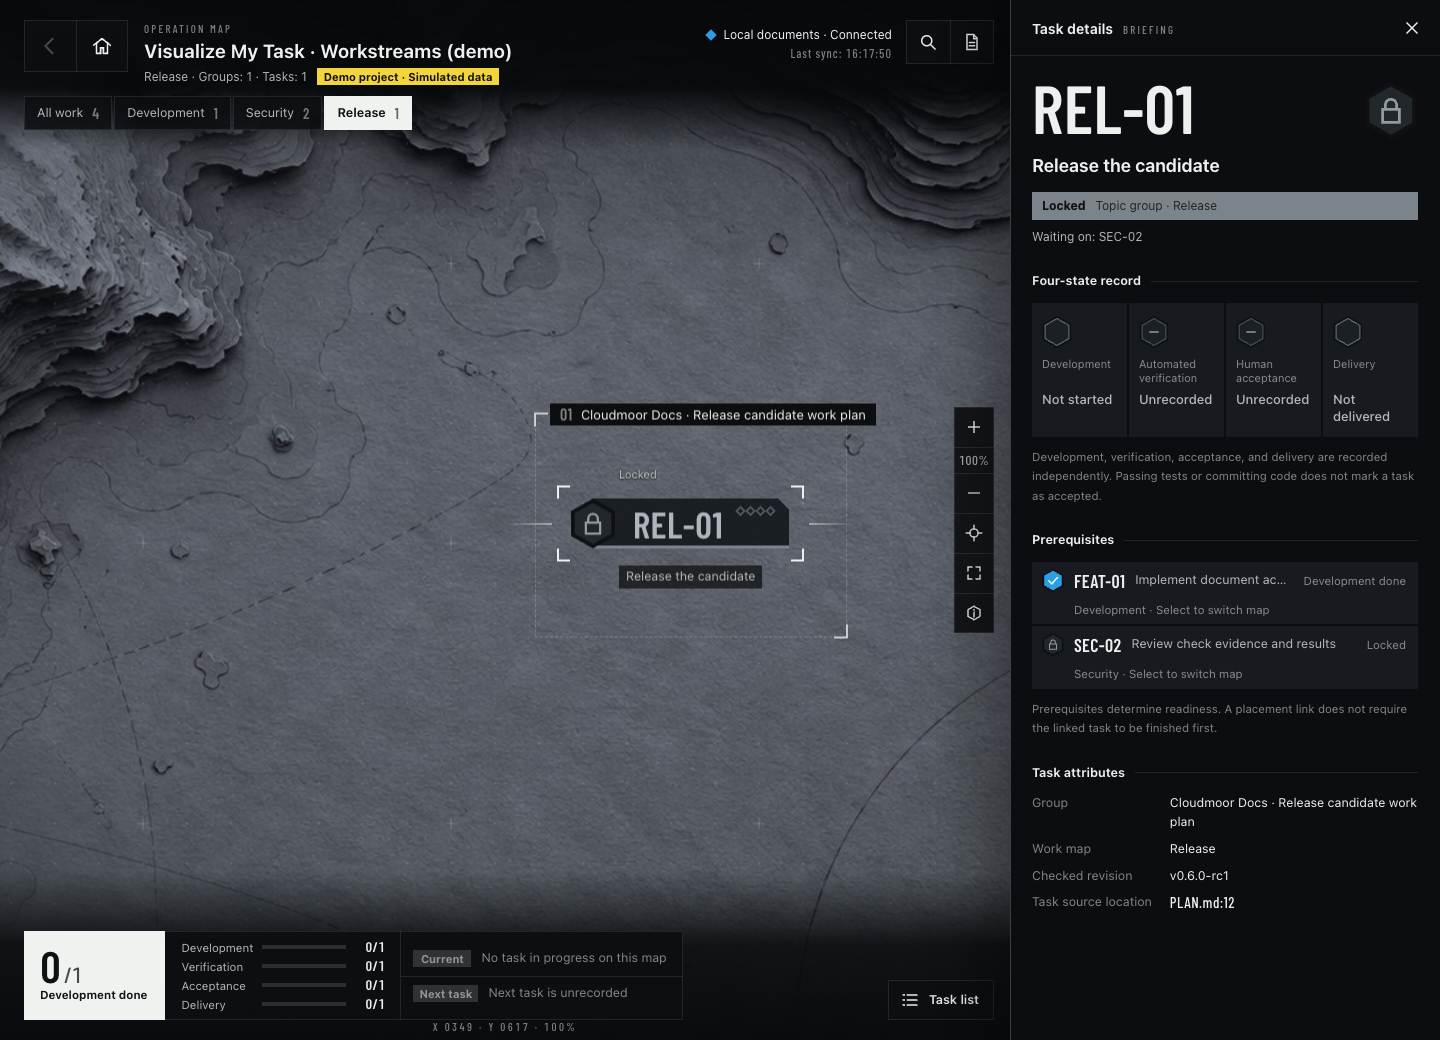 OPERATION MAP
Visualize My Task · Workstreams (demo)
Release · Groups: 1 · Tasks: 1
Demo project · Simulated data
Local documents · Connected
Last sync: 16:17:50
All work 4
Development 1
Security 2
Release 1
01 Cloudmoor Docs · Release candidate work plan
Locked
REL-01
Release the candidate
100%
0/1
Development done
Development 0/1
Verification 0/1
Acceptance 0/1
Delivery 0/1
Current No task in progress on this map
Next task Next task is unrecorded
Task list
X 0349 · Y 0617 · 100%
Task details BRIEFING
REL-01
Release the candidate
Locked Topic group · Release
Waiting on: SEC-02
Four-state record
Development
Not started
Automated
verification
Unrecorded
Human
acceptance
Unrecorded
Delivery
Not
delivered
Development, verification, acceptance, and delivery are recorded
independently. Passing tests or committing code does not mark a task
as accepted.
Prerequisites
FEAT-01 Implement document ac... Development done
Development · Select to switch map
SEC-02 Review check evidence and results Locked
Security · Select to switch map
Prerequisites determine readiness. A placement link does not require
the linked task to be finished first.
Task attributes
Group Cloudmoor Docs · Release candidate work
plan
Work map Release
Checked revision v0.6.0-rc1
Task source location PLAN.md:12